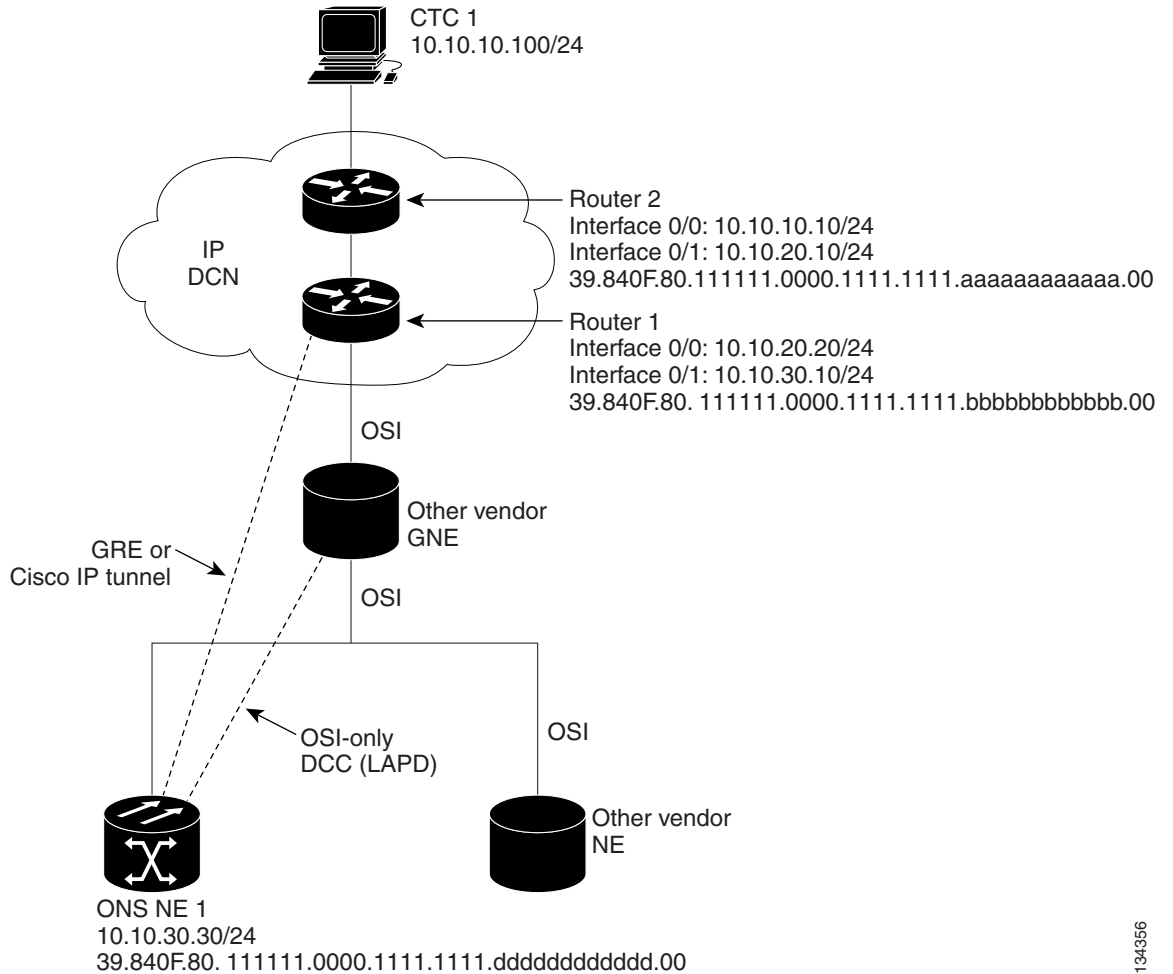 CTC 1
10.10.10.100/24
IP
DCN
Router 2
Interface 0/0: 10.10.10.10/24
Interface 0/1: 10.10.20.10/24
39.840F.80.111111.0000.1111.1111.aaaaaaaaaaaa.00
Router 1
Interface 0/0: 10.10.20.20/24
Interface 0/1: 10.10.30.10/24
39.840F.80. 111111.0000.1111.1111.bbbbbbbbbbbb.00
OSI
Other vendor
GNE
GRE or
Cisco IP tunnel
OSI
OSI-only
DCC (LAPD)
OSI
Other vendor
NE
ONS NE 1
10.10.30.30/24
39.840F.80. 111111.0000.1111.1111.dddddddddddd.00
134356